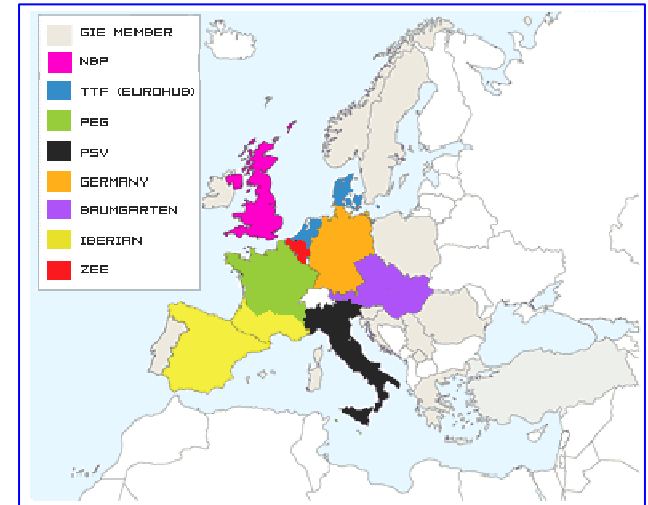 GIE MEMBER
NBP
TTF (EUROHUB)
PEG
PSV
GERMANY
BAUMGARTEN
IBERIAN
ZEE